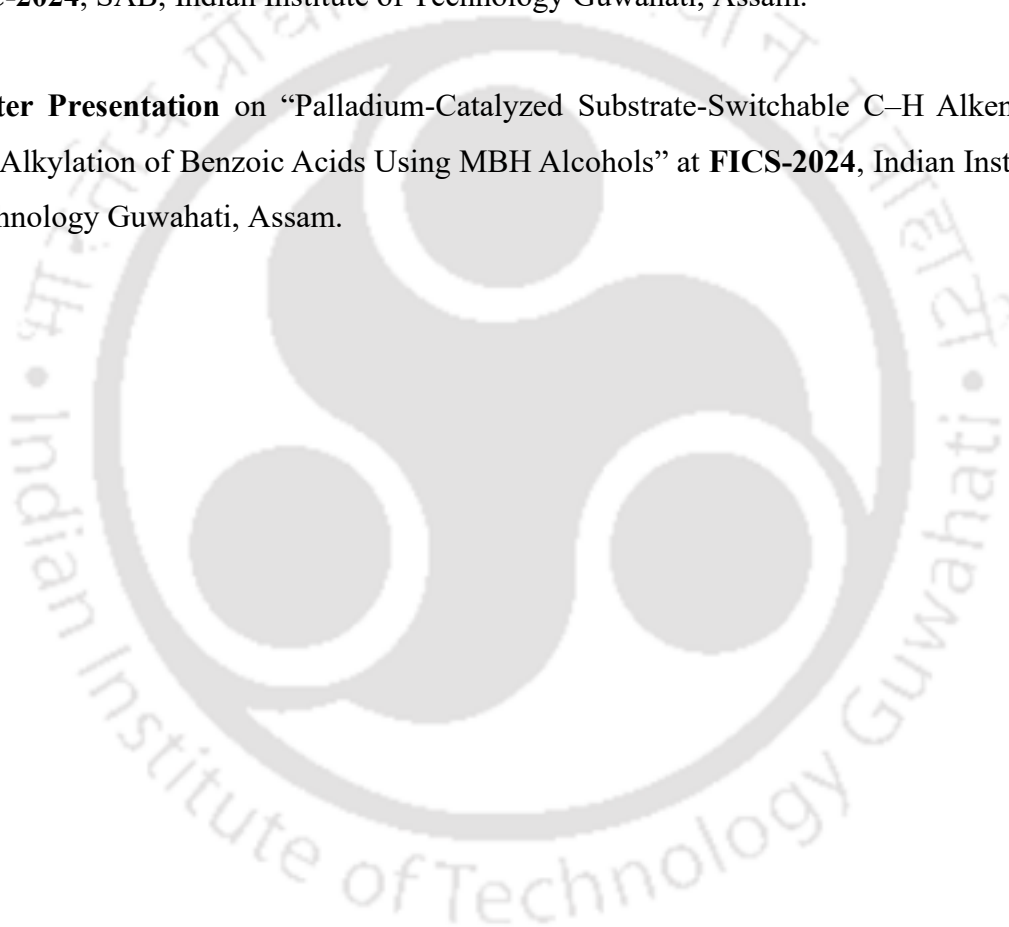 -2024, SAB, Indian Institute of Technology Guwahati, Assam.
ter Presentation on “Palladium-Catalyzed Substrate-Switchable C–H Alken
Alkylation of Benzoic Acids Using MBH Alcohols” at FICS-2024, Indian Inst
hnology Guwahati, Assam.
Indian Institute of Technology Guwahati